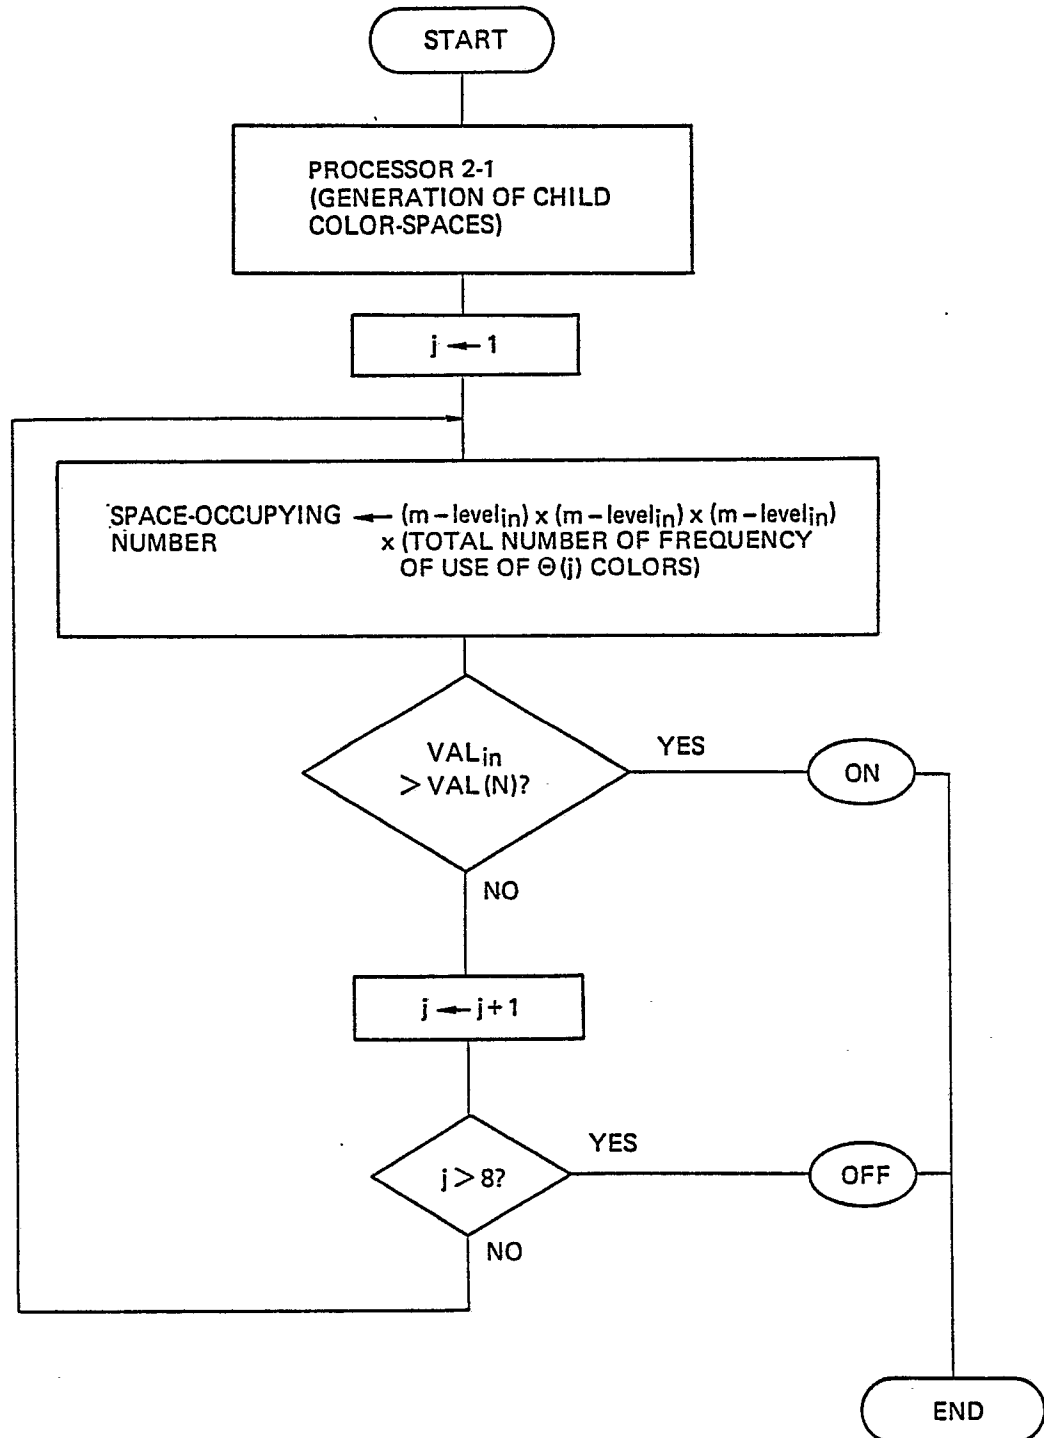 START
PROCESSOR 2-1
(GENERATION OF CHILD
COLOR-SPACES)
j ← 1
SPACE-OCCUPYING ← (m – levelin) x (m – levelin) x (m – levelin)
NUMBER x (TOTAL NUMBER OF FREQUENCY
OF USE OF Θ(j) COLORS)
VALin
> VAL(N)?
YES
ON
NO
j ← j+1
j > 8?
YES
OFF
NO
END